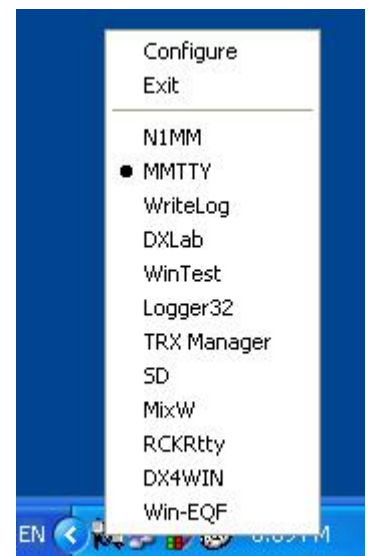 Configure
Exit
N1MM
MMTTY
WriteLog
DXLab
WinTest
Logger32
TRX Manager
SD
MixW
RCKRtty
DX4WIN
Win-EQF
EN